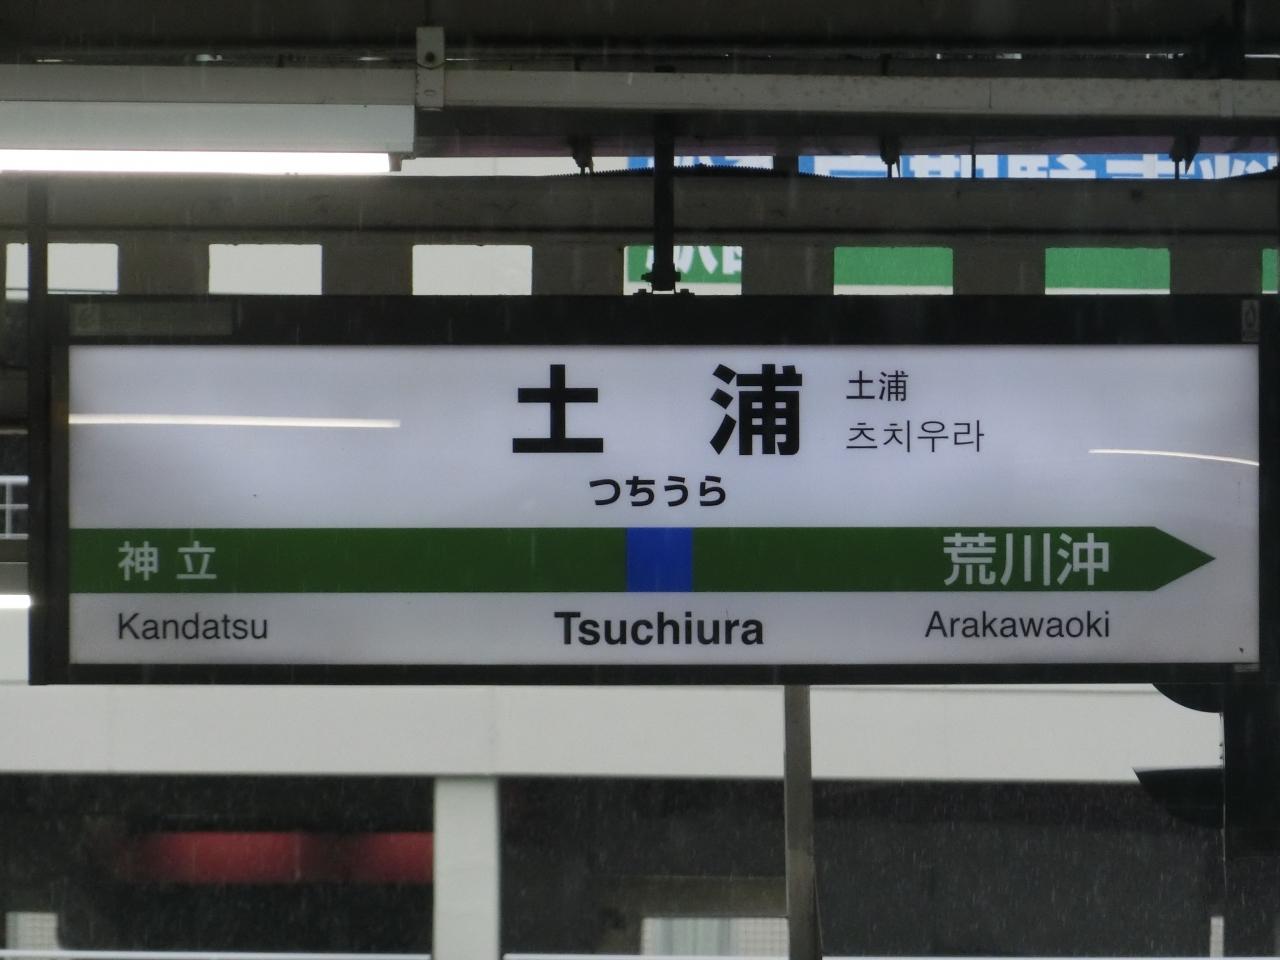 土浦
土浦
츠치우라
つちうら
神立
荒川沖
Kandatsu
Tsuchiura
Arakawaoki